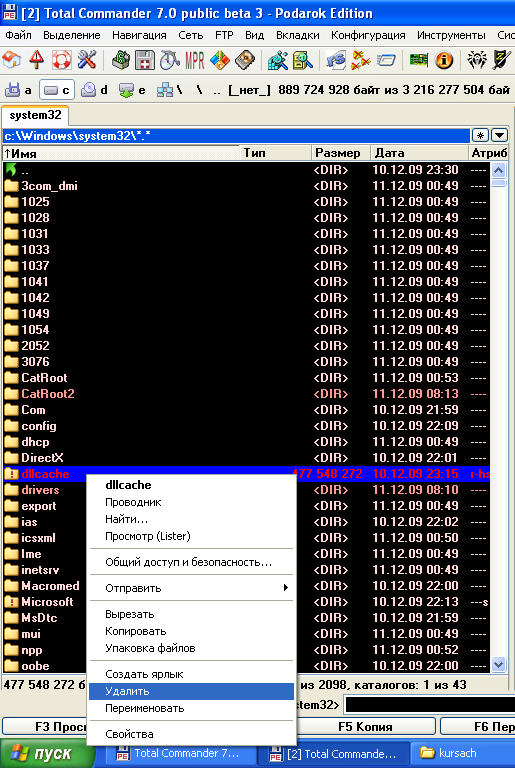 [2] Total Commander 7.0 public beta 3 - Podarok Edition
Файл Выделение Навигация Сеть FTP Вид Вкладки Конфигурация Инструменты
MPR
a c d e \ .. [_нет_] 889 724 928 байт из 3 216 277 504 бай
system32
c:\Windows\system32\*.*
* ▼
↑Имя Тип Размер Дата Атриб
.. <DIR> 10.12.09 23:30 ----
3com_dmi <DIR> 11.12.09 00:49 ----
1025 <DIR> 11.12.09 00:49 ----
1028 <DIR> 11.12.09 00:49 ----
1031 <DIR> 11.12.09 00:49 ----
1033 <DIR> 11.12.09 00:49 ----
1037 <DIR> 11.12.09 00:49 ----
1041 <DIR> 11.12.09 00:49 ----
1042 <DIR> 11.12.09 00:49 ----
1049 <DIR> 11.12.09 00:49 ----
1054 <DIR> 11.12.09 00:49 ----
2052 <DIR> 11.12.09 00:49 ----
3076 <DIR> 11.12.09 00:49 ----
CatRoot <DIR> 11.12.09 00:53 ----
CatRoot2 <DIR> 11.12.09 08:13 ----
Com <DIR> 10.12.09 21:59 ----
config <DIR> 10.12.09 22:09 ----
dhcp <DIR> 11.12.09 00:49 ----
DirectX <DIR> 10.12.09 22:01 ----
dllcache 477 548 272 10.12.09 23:15 r-hs
drivers <DIR> 11.12.09 08:10 ----
export <DIR> 11.12.09 00:49 ----
ias <DIR> 10.12.09 22:02 ----
icsxml <DIR> 11.12.09 00:50 ----
Ime <DIR> 11.12.09 00:49 ----
inetsrv <DIR> 11.12.09 00:49 ----
Macromed <DIR> 10.12.09 22:00 ----
Microsoft <DIR> 10.12.09 22:13 ---s
MsDtc <DIR> 10.12.09 21:59 ----
mui <DIR> 11.12.09 00:49 ----
npp <DIR> 11.12.09 00:52 ----
oobe <DIR> 10.12.09 22:00 ----
dllcache
Проводник
Найти...
Просмотр (Lister)
Общий доступ и безопасность...
Отправить
Вырезать
Копировать
Упаковка файлов
Создать ярлык
Удалить
Переименовать
Свойства
477 548 272 б из 2098, каталогов: 1 из 43
system32>
F3 Прос F5 Копия F6 Пер
пуск Total Commander 7... [2] Total Commande... kursach